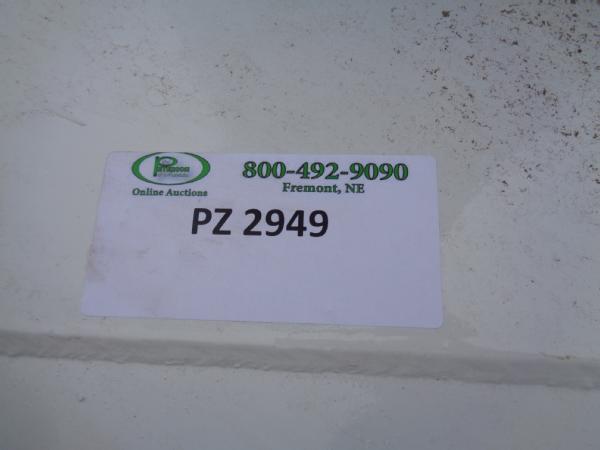 800-492-9090
Online Auctions
Fremont, NE
PZ 2949